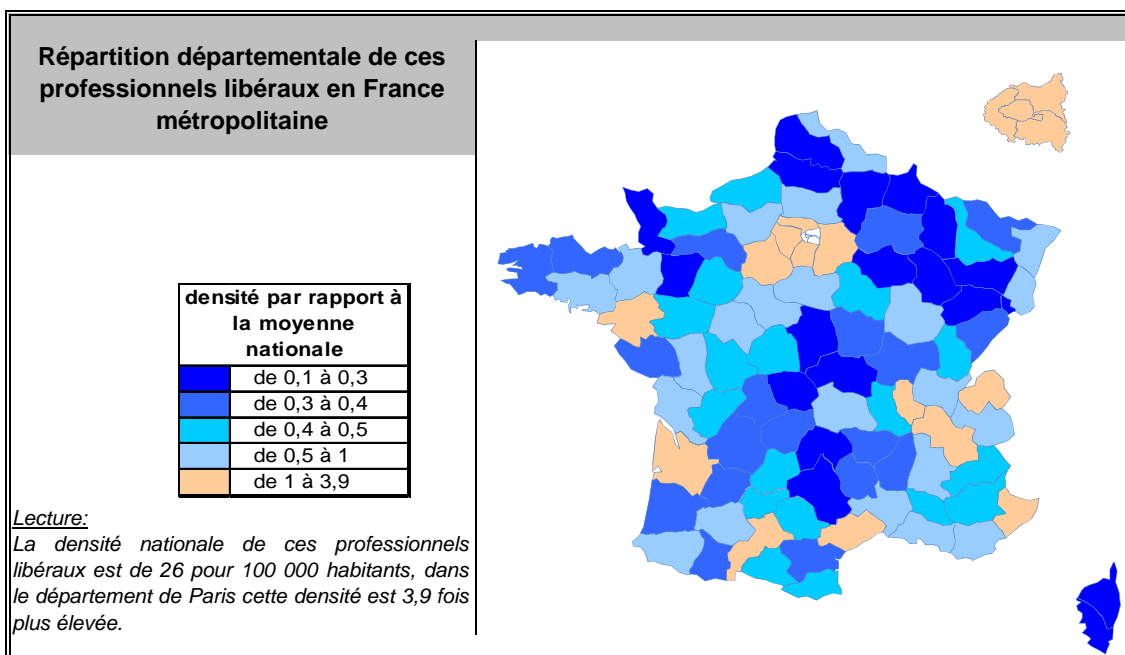 Répartition départementale de ces
professionnels libéraux en France
métropolitaine
densité par rapport à
la moyenne
nationale
de 0,1 à 0,3
de 0,3 à 0,4
de 0,4 à 0,5
de 0,5 à 1
de 1 à 3,9
Lecture:
La densité nationale de ces professionnels
libéraux est de 26 pour 100 000 habitants, dans
le département de Paris cette densité est 3,9 fois
plus élevée.